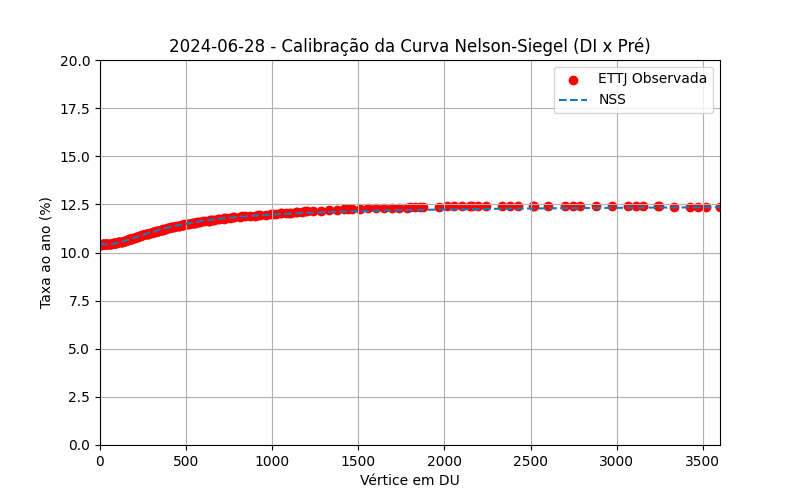 2024-06-28 - Calibração da Curva Nelson-Siegel (DI x Pré)
20.0
17.5
15.0
12.5
10.0
7.5
5.0
2.5
0.0
Taxa ao ano (%)
ETTJ Observada
NSS
0 500 1000 1500 2000 2500 3000 3500
Vértice em DU